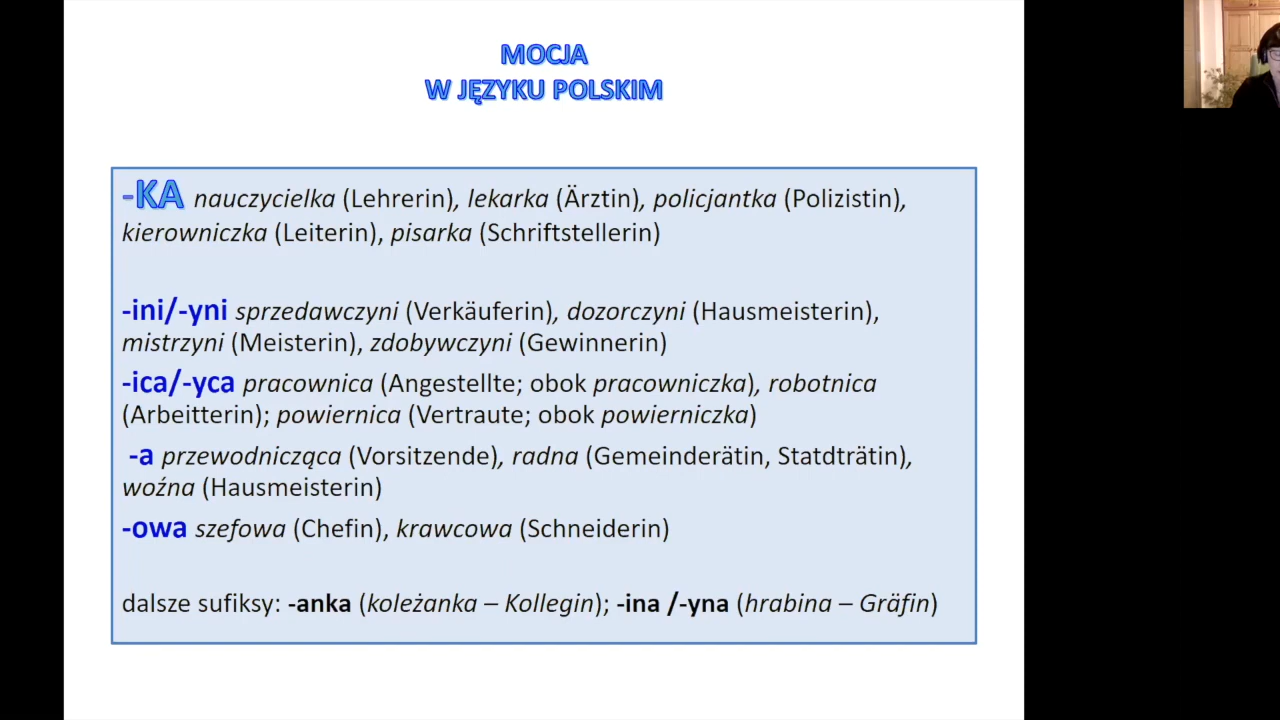 MOCJA
W JĘZYKU POLSKIM
-KA nauczycielka (Lehrerin), lekarka (Ärztin), policjantka (Polizistin),
kierowniczka (Leiterin), pisarka (Schriftstellerin)
-ini/-yni sprzedawczyni (Verkäuferin), dozorczyni (Hausmeisterin),
mistrzyni (Meisterin), zdobywczyni (Gewinnerin)
-ica/-yca pracownica (Angestellte; obok pracowniczka), robotnica
(Arbeitterin); powiernica (Vertraute; obok powierniczka)
-a przewodnicząca (Vorsitzende), radna (Gemeinderätin, Statdträtin),
woźna (Hausmeisterin)
-owa szefowa (Chefin), krawcowa (Schneiderin)
dalsze sufiksy: -anka (koleżanka – Kollegin); -ina /-yna (hrabina – Gräfin)